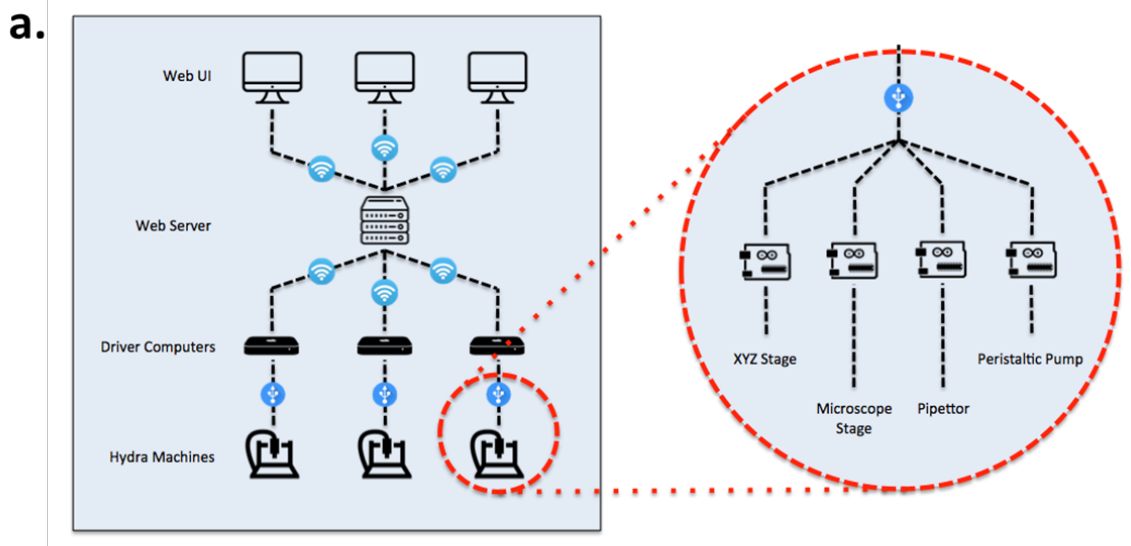 a.
Web UI
Web Server
Driver Computers
Hydra Machines
XYZ Stage
Peristaltic Pump
Microscope
Stage
Pipettor